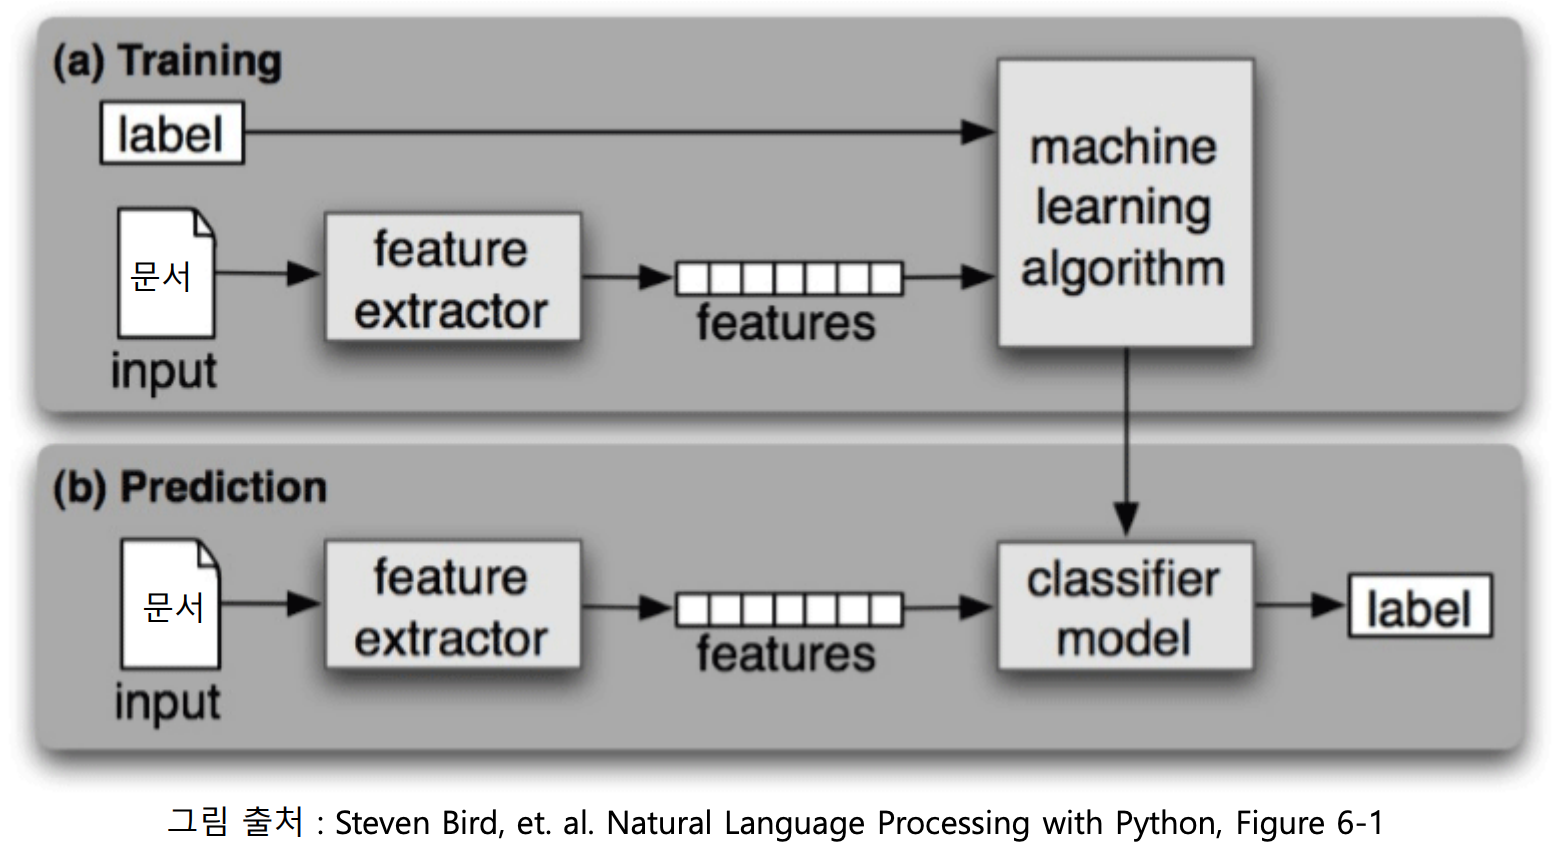 (a) Training
label
문서
input
feature
extractor
features
machine
learning
algorithm
(b) Prediction
문서
input
feature
extractor
features
classifier
model
label
그림 출처 : Steven Bird, et. al. Natural Language Processing with Python, Figure 6-1